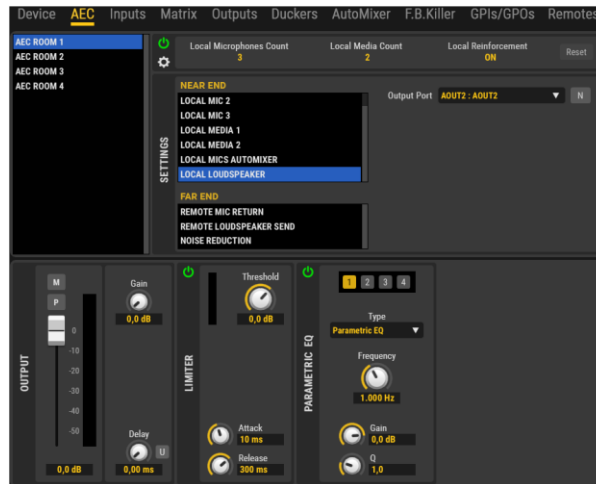 Device AEC Inputs Matrix Outputs Duckers AutoMixer F.B.Killer GPIs/GPOs Remotes
AEC ROOM 1
AEC ROOM 2
AEC ROOM 3
AEC ROOM 4
Local Microphones Count
3
Local Media Count
2
Local Reinforcement
ON
Reset
SETTINGS
NEAR END
LOCAL MIC 2
LOCAL MIC 3
LOCAL MEDIA 1
LOCAL MEDIA 2
LOCAL MICS AUTOMIXER
LOCAL LOUDSPEAKER
FAR END
REMOTE MIC RETURN
REMOTE LOUDSPEAKER SEND
NOISE REDUCTION
Output Port AOUT2 : AOUT2 N
OUTPUT
M
P
0
-10
-20
-30
-40
-50
0,0 dB
Gain
0,0 dB
Delay
U
0,00 ms
LIMITER
Threshold
0,0 dB
Attack
10 ms
Release
300 ms
PARAMETRIC EQ
1 2 3 4
Type
Parametric EQ
Frequency
1.000 Hz
Gain
0,0 dB
Q
1,0